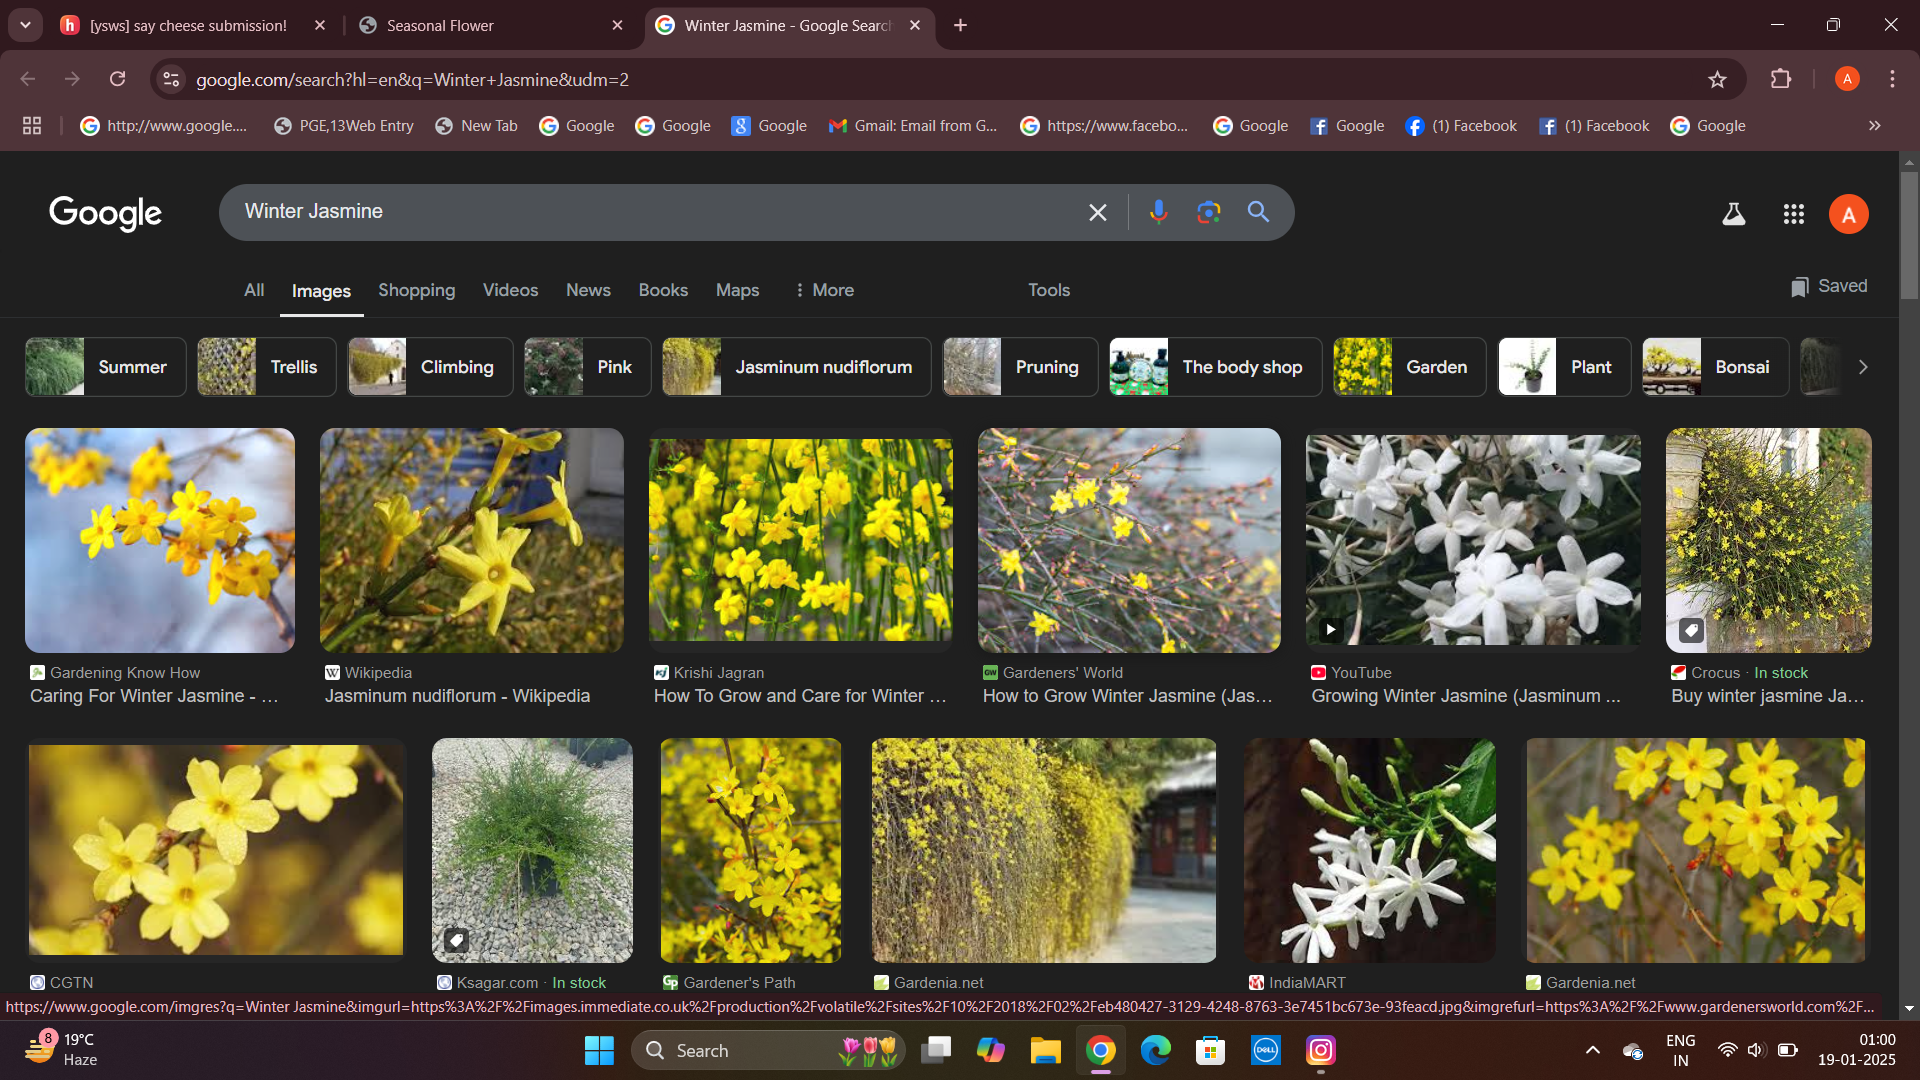 [ysws] say cheese submission!
Seasonal Flower
Winter Jasmine - Google Search
google.com/search?hl=en&q=Winter+Jasmine&udm=2
A
http://www.google....
PGE,13Web Entry
New Tab
Google
Google
Google
Gmail: Email from G...
https://www.facebo...
Google
Google
(1) Facebook
(1) Facebook
Google
Google
Winter Jasmine
A
All
Images
Shopping
Videos
News
Books
Maps
More
Tools
Saved
Summer
Trellis
Climbing
Pink
Jasminum nudiflorum
Pruning
The body shop
Garden
Plant
Bonsai
Gardening Know How
Caring For Winter Jasmine - ...
Wikipedia
Jasminum nudiflorum - Wikipedia
Krishi Jagran
How To Grow and Care for Winter ...
Gardeners' World
How to Grow Winter Jasmine (Jas...
YouTube
Growing Winter Jasmine (Jasminum ...
Crocus · In stock
Buy winter jasmine Ja...
CGTN
Ksagar.com · In stock
Gardener's Path
Gardenia.net
IndiaMART
Gardenia.net
https://www.google.com/imgres?q=Winter Jasmine&imgurl=https%3A%2F%2Fimages.immediate.co.uk%2Fproduction%2Fvolatile%2Fsites%2F10%2F2018%2F02%2Feb480427-3129-4248-8763-3e7451bc673e-93feacd.jpg&imgrefurl=https%3A%2F%2Fwww.gardenersworld.com%2F...
8
19°C
Haze
Search
DELL
ENG
IN
01:00
19-01-2025